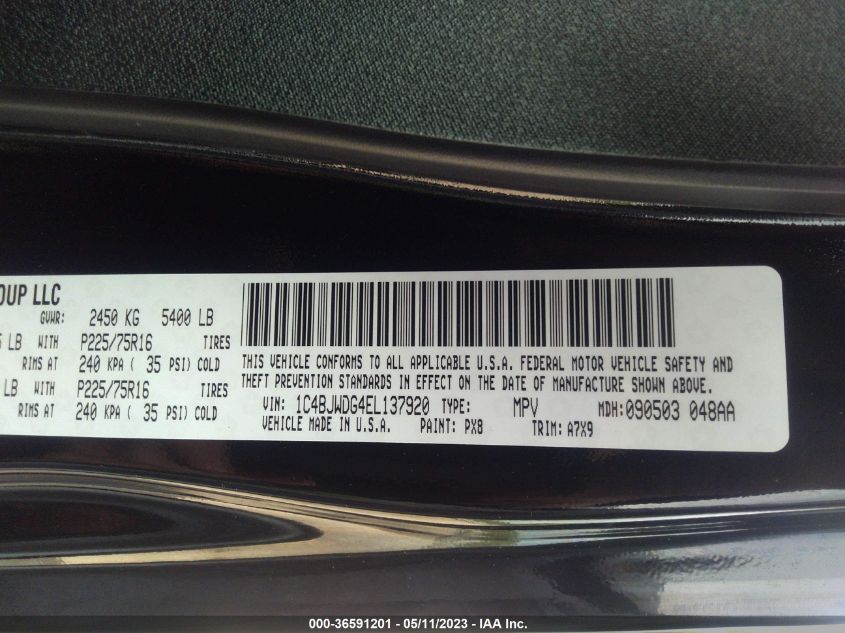 OUP LLC
GVWR: 2450 KG 5400 LB
LB WITH P225/75R16 TIRES
RIMS AT 240 KPA ( 35 PSI) COLD
LB WITH P225/75R16 TIRES
RIMS AT 240 KPA ( 35 PSI) COLD
THIS VEHICLE CONFORMS TO ALL APPLICABLE U.S.A. FEDERAL MOTOR VEHICLE SAFETY AND
THEFT PREVENTION STANDARDS IN EFFECT ON THE DATE OF MANUFACTURE SHOWN ABOVE.
VIN: 1C4BJWDG4EL137920 TYPE: MPV MDH: 090503 048AA
VEHICLE MADE IN U.S.A. PAINT: PX8 TRIM: A7X9
000-36591201 - 05/11/2023 - IAA Inc.